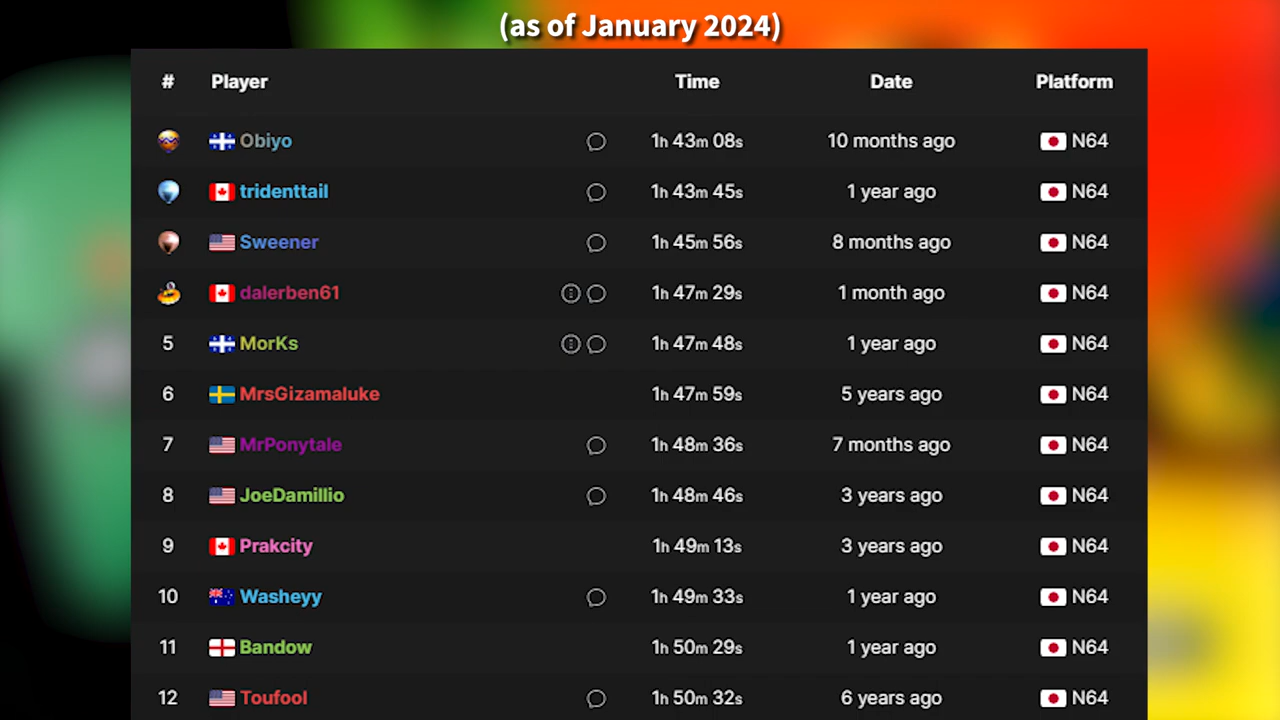 (as of January 2024)
# Player Time Date Platform
Obiyo 1h 43m 08s 10 months ago N64
tridenttail 1h 43m 45s 1 year ago N64
Sweener 1h 45m 56s 8 months ago N64
dalerben61 1h 47m 29s 1 month ago N64
5 MorKs 1h 47m 48s 1 year ago N64
6 MrsGizamaluke 1h 47m 59s 5 years ago N64
7 MrPonytale 1h 48m 36s 7 months ago N64
8 JoeDamillio 1h 48m 46s 3 years ago N64
9 Prakcity 1h 49m 13s 3 years ago N64
10 Washeyy 1h 49m 33s 1 year ago N64
11 Bandow 1h 50m 29s 1 year ago N64
12 Toufool 1h 50m 32s 6 years ago N64